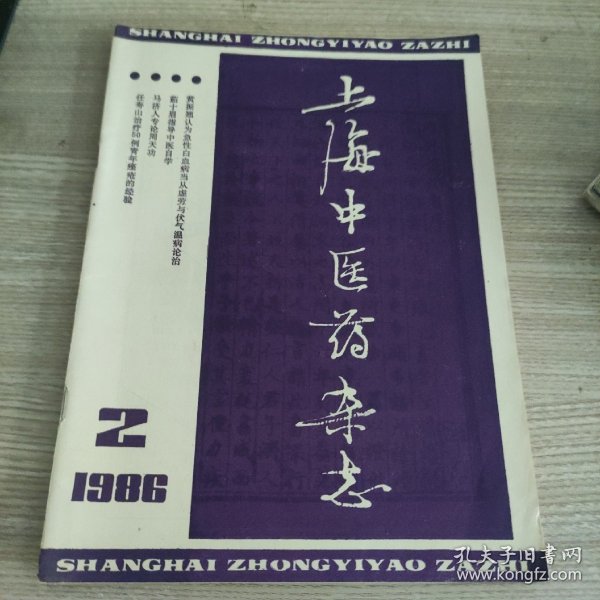 SHANGHAI ZHONGYIYAO ZAZHI
黄振翘认为急性白血病当从虚劳与伏气温病论治
茹十眉指导中医自学
马济人专论周天功
任寿山治疗50例青年痤疮的经验
上海中医药杂志
2
1986
SHANGHAI ZHONGYIYAO ZAZHI
孔夫子旧书网
www.kongfz.com